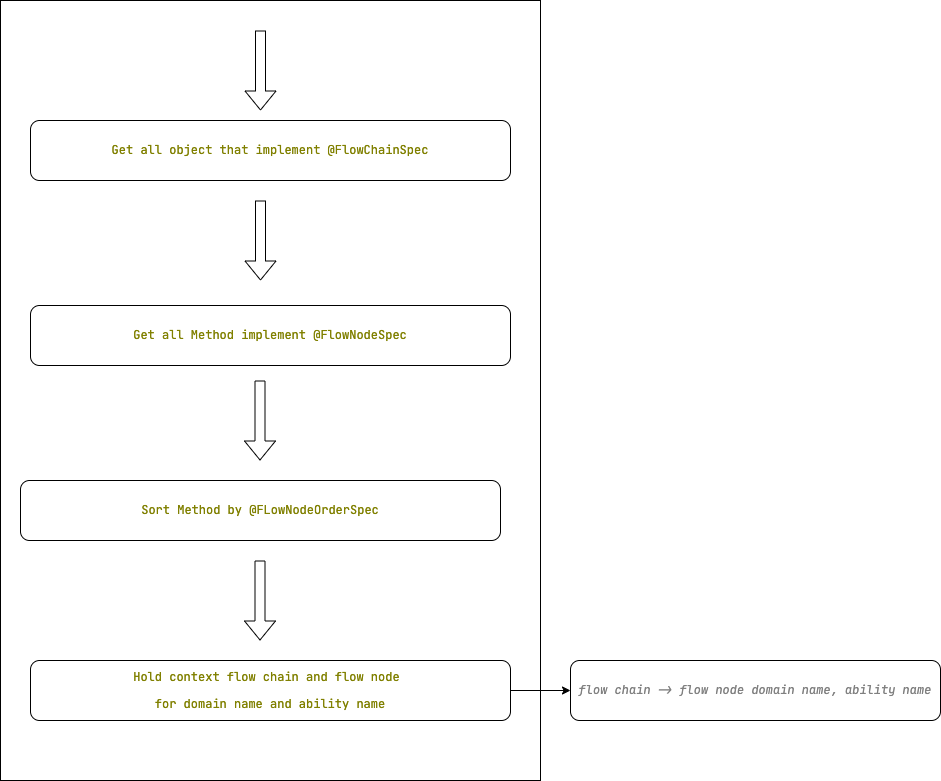 Get all object that implement @FlowChainSpec
Get all Method implement @FlowNodeSpec
Sort Method by @FLowNodeOrderSpec
Hold context flow chain and flow node
for domain name and ability name
flow chain -> flow node domain name, ability name